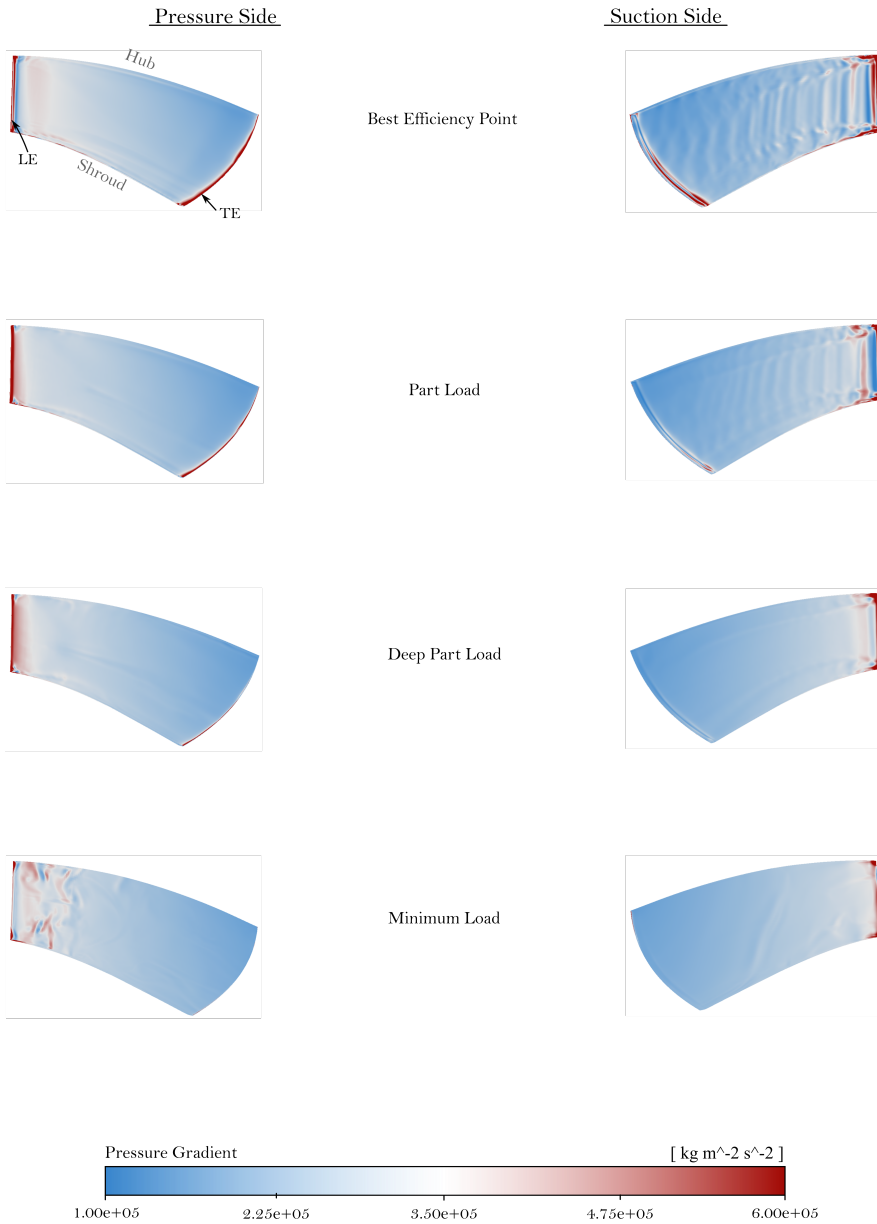 Pressure Side
Suction Side
Hub
Best Efficiency Point
LE
Shroud
TE
Part Load
Deep Part Load
Minimum Load
Pressure Gradient
[ kg m^-2 s^-2 ]
1.00e+05
2.25e+05
3.50e+05
4.75e+05
6.00e+05